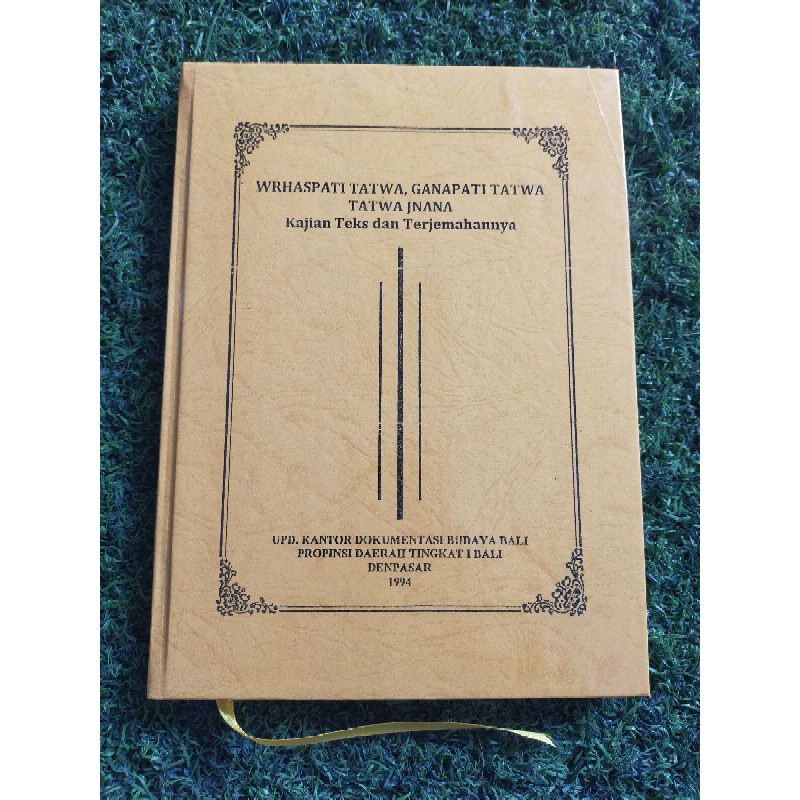 WRHASPATI TATWA, GANAPATI TATWA
TATWA JNANA
Kajian Teks dan Terjemahannya
UPD. KANTOR DOKUMENTASI BUDAYA BALI
PROPINSI DAERAH TINGKAT I BALI
DENPASAR
1994